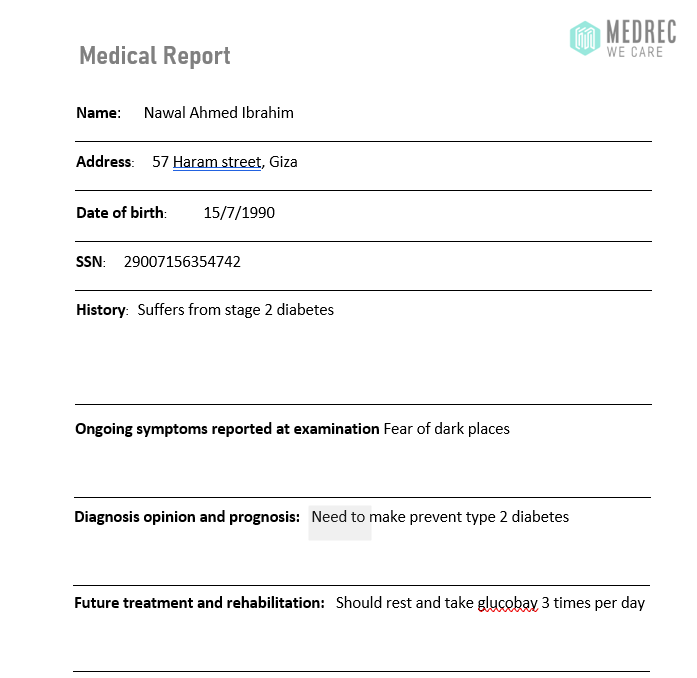 MEDREC
WE CARE
Medical Report
Name: Nawal Ahmed Ibrahim
Address: 57 Haram street, Giza
Date of birth: 15/7/1990
SSN: 29007156354742
History: Suffers from stage 2 diabetes
Ongoing symptoms reported at examination Fear of dark places
Diagnosis opinion and prognosis: Need to make prevent type 2 diabetes
Future treatment and rehabilitation: Should rest and take glucobay 3 times per day